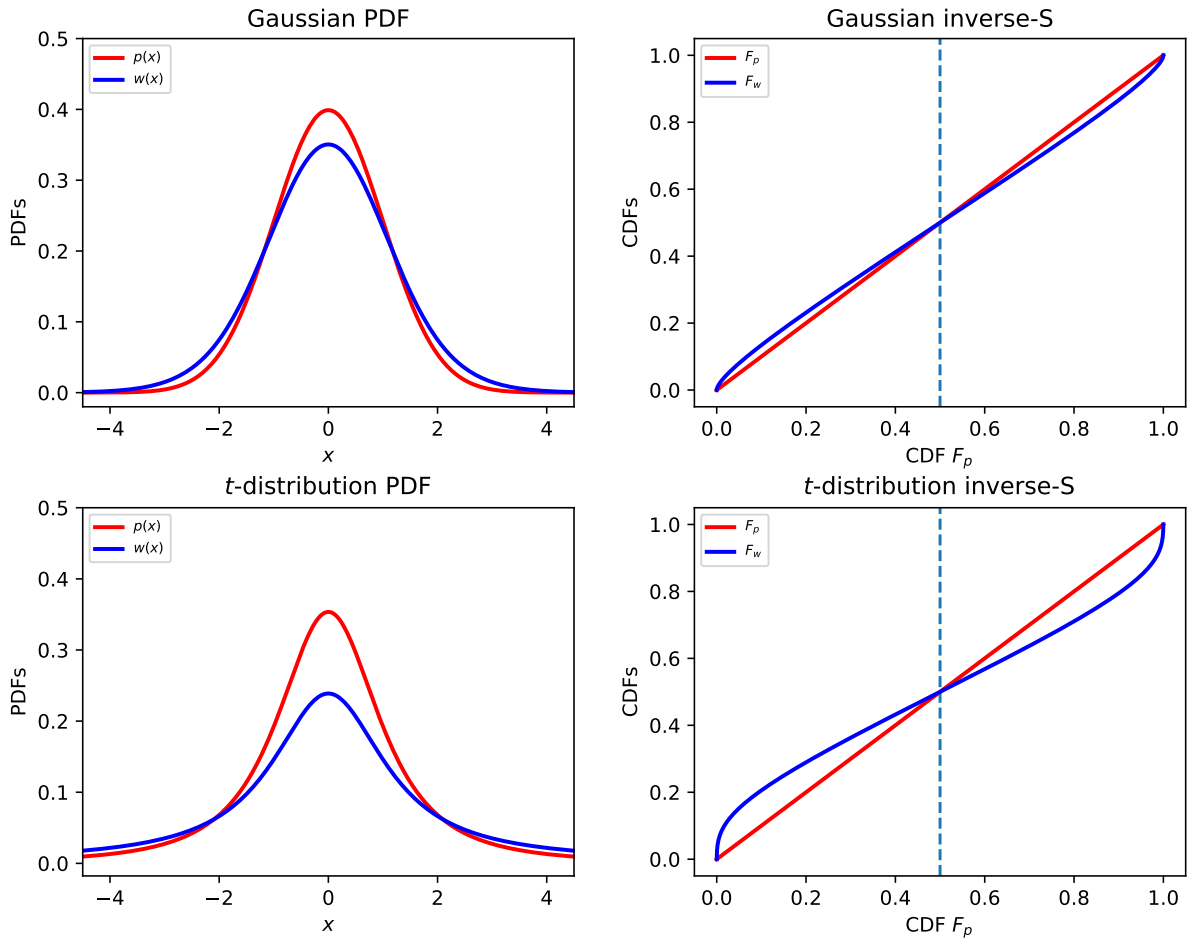 Gaussian PDF
0.5
0.4
0.3
0.2
0.1
0.0
PDFs
p(x)
w(x)
−4 −2 0 2 4
x
Gaussian inverse-S
1.0
0.8
0.6
0.4
0.2
0.0
CDFs
F_p
F_w
0.0 0.2 0.4 0.6 0.8 1.0
CDF F_p
t-distribution PDF
0.5
0.4
0.3
0.2
0.1
0.0
PDFs
p(x)
w(x)
−4 −2 0 2 4
x
t-distribution inverse-S
1.0
0.8
0.6
0.4
0.2
0.0
CDFs
F_p
F_w
0.0 0.2 0.4 0.6 0.8 1.0
CDF F_p